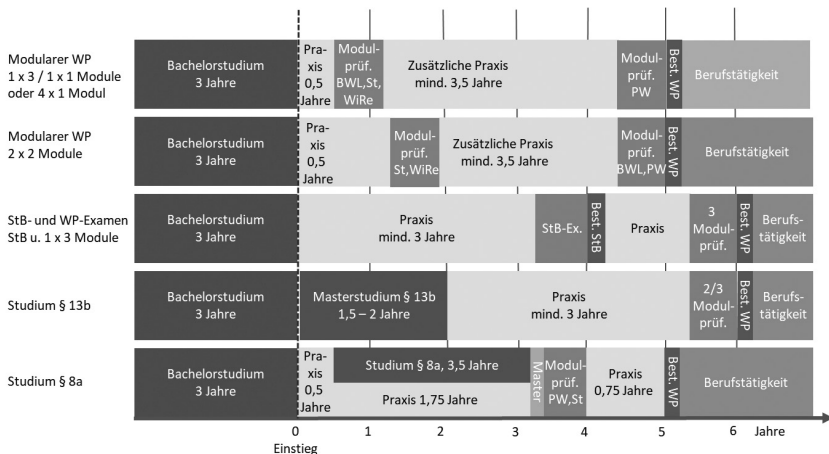 Modularer WP
1 x 3 / 1 x 1 Module
oder 4 x 1 Modul
Bachelorstudium
3 Jahre
Pra-
xis
0,5
Jahre
Modul-
prüf.
BWL,St,
WiRe
Zusätzliche Praxis
mind. 3,5 Jahre
Modul-
prüf.
PW
Best. WP
Berufstätigkeit
Modularer WP
2 x 2 Module
Bachelorstudium
3 Jahre
Pra-
xis
0,5
Jahre
Modul-
prüf.
St,WiRe
Zusätzliche Praxis
mind. 3,5 Jahre
Modul-
prüf.
BWL,PW
Best. WP
Berufstätigkeit
StB- und WP-Examen
StB u. 1 x 3 Module
Bachelorstudium
3 Jahre
Praxis
mind. 3 Jahre
StB-Ex.
Best. StB
Praxis
3
Modul-
prüf.
Best. WP
Berufs-
tätigkeit
Studium § 13b
Bachelorstudium
3 Jahre
Masterstudium § 13b
1,5 – 2 Jahre
Praxis
mind. 3 Jahre
2/3
Modul-
prüf.
Best. WP
Berufs-
tätigkeit
Studium § 8a
Bachelorstudium
3 Jahre
Pra-
xis
0,5
Jahre
Studium § 8a, 3,5 Jahre
Praxis 1,75 Jahre
Master
Modul-
prüf.
PW,St
Praxis
0,75 Jahre
Best. WP
Berufstätigkeit
0 1 2 3 4 5 6 Jahre
Einstieg